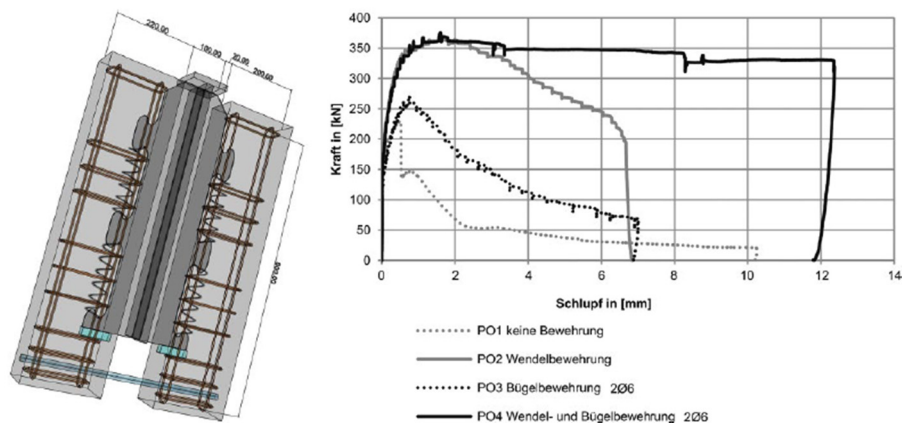 220.00
100.00
20.00
200.00
500.00
Kraft in [kN]
400
350
300
250
200
150
100
50
0
0 2 4 6 8 10 12 14
Schlupf in [mm]
PO1 keine Bewehrung
PO2 Wendelbewehrung
PO3 Bügelbewehrung 2Ø6
PO4 Wendel- und Bügelbewehrung 2Ø6